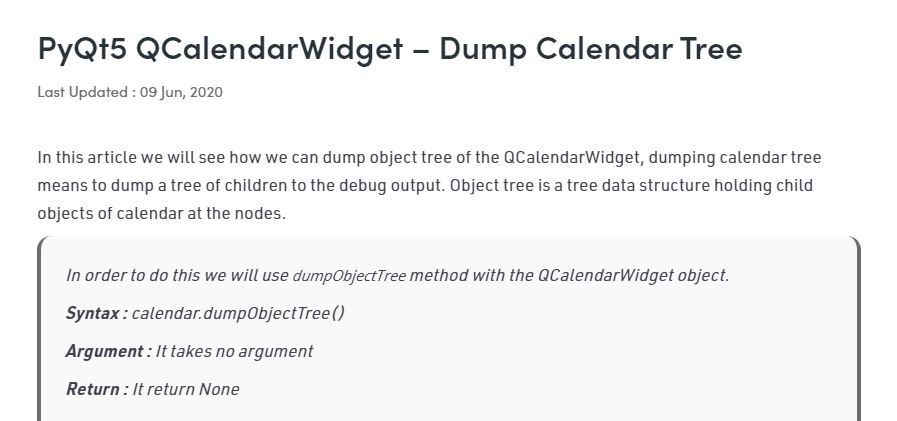 PyQt5 QCalendarWidget – Dump Calendar Tree
Last Updated : 09 Jun, 2020
In this article we will see how we can dump object tree of the QCalendarWidget, dumping calendar tree
means to dump a tree of children to the debug output. Object tree is a tree data structure holding child
objects of calendar at the nodes.
In order to do this we will use dumpObjectTree method with the QCalendarWidget object.
Syntax : calendar.dumpObjectTree()
Argument : It takes no argument
Return : It return None